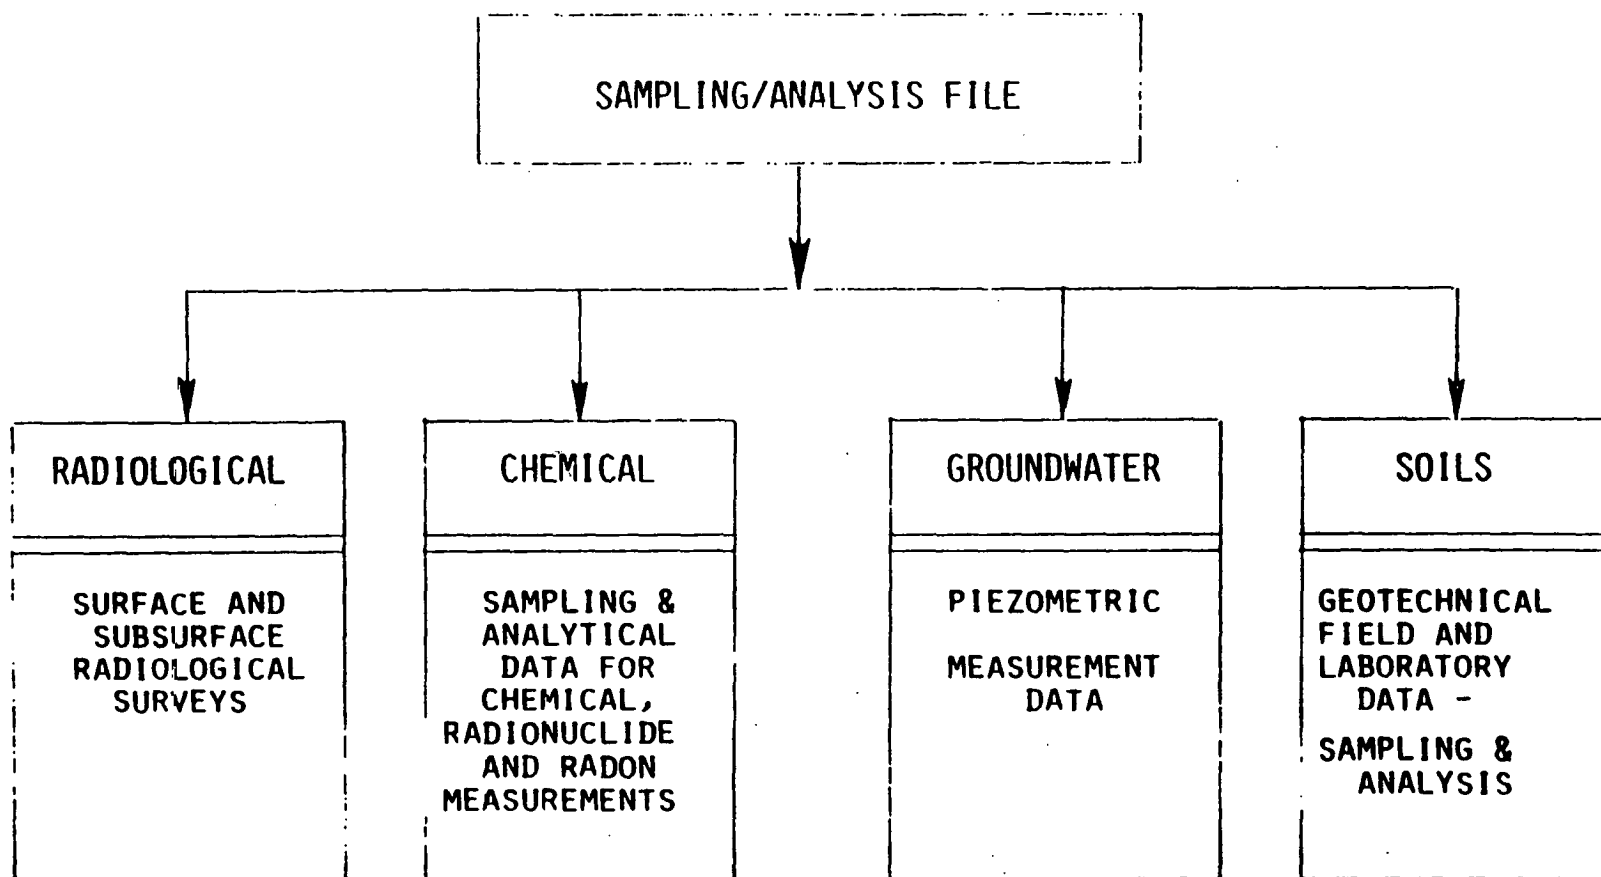 SAMPLING/ANALYSIS FILE
RADIOLOGICAL
SURFACE AND
SUBSURFACE
RADIOLOGICAL
SURVEYS
CHEMICAL
SAMPLING &
ANALYTICAL
DATA FOR
CHEMICAL,
RADIONUCLIDE
AND RADON
MEASUREMENTS
GROUNDWATER
PIEZOMETRIC
MEASUREMENT
DATA
SOILS
GEOTECHNICAL
FIELD AND
LABORATORY
DATA -
SAMPLING &
ANALYSIS